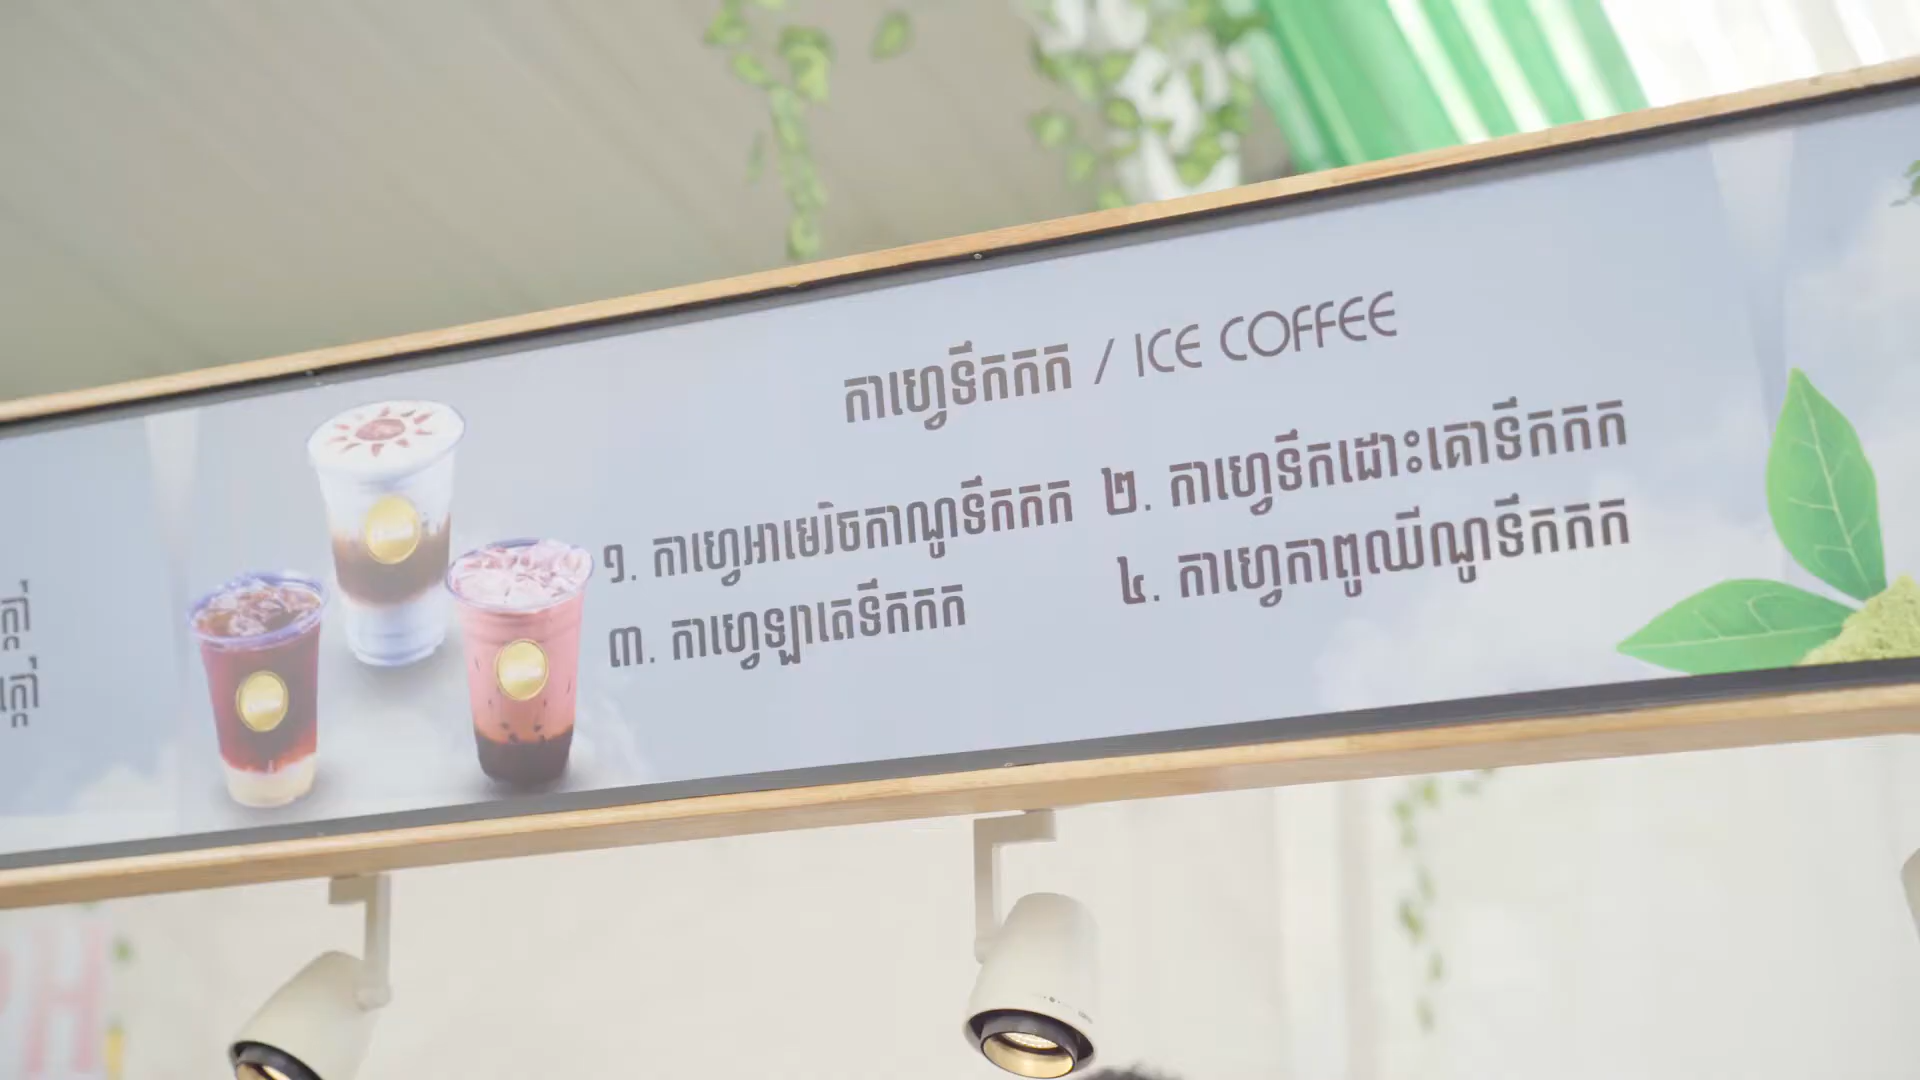 កាហ្វេទឹកកក / ICE COFFEE
១. កាហ្វេអាមេរិចកាណូទឹកកក ២. កាហ្វេទឹកដោះគោទឹកកក
៣. កាហ្វេឡាតេទឹកកក ៤. កាហ្វេកាពូឈីណូទឹកកក
PH